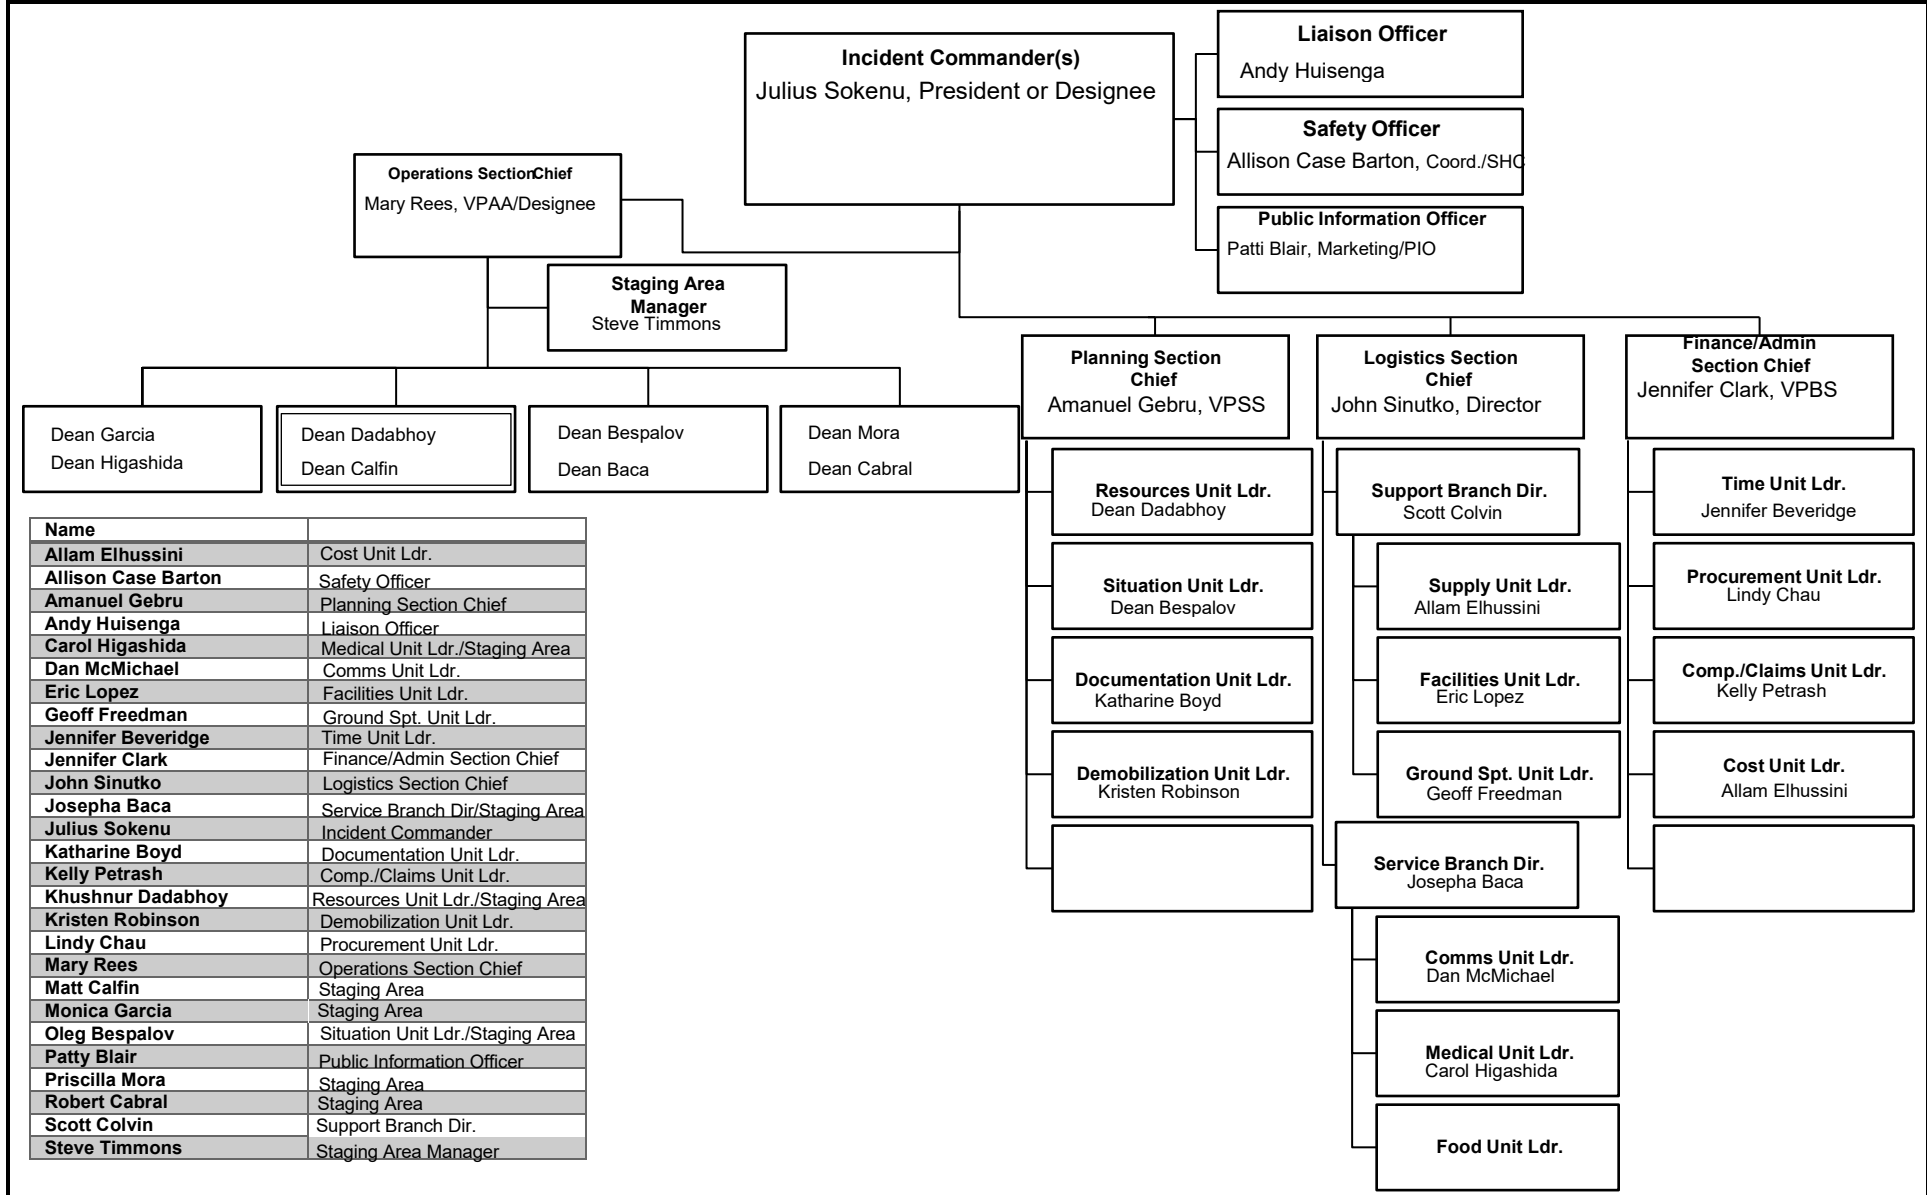 Incident Commander(s)
Julius Sokenu, President or Designee
Liaison Officer
Andy Huisenga
Safety Officer
Allison Case Barton, Coord./SHC
Public Information Officer
Patti Blair, Marketing/PIO
Operations SectionChief
Mary Rees, VPAA/Designee
Staging Area
Manager
Steve Timmons
Dean Garcia
Dean Higashida
Dean Dadabhoy
Dean Calfin
Dean Bespalov
Dean Baca
Dean Mora
Dean Cabral
Planning Section
Chief
Amanuel Gebru, VPSS
Resources Unit Ldr.
Dean Dadabhoy
Situation Unit Ldr.
Dean Bespalov
Documentation Unit Ldr.
Katharine Boyd
Demobilization Unit Ldr.
Kristen Robinson
Logistics Section
Chief
John Sinutko, Director
Support Branch Dir.
Scott Colvin
Supply Unit Ldr.
Allam Elhussini
Facilities Unit Ldr.
Eric Lopez
Ground Spt. Unit Ldr.
Geoff Freedman
Service Branch Dir.
Josepha Baca
Comms Unit Ldr.
Dan McMichael
Medical Unit Ldr.
Carol Higashida
Food Unit Ldr.
Finance/Admin
Section Chief
Jennifer Clark, VPBS
Time Unit Ldr.
Jennifer Beveridge
Procurement Unit Ldr.
Lindy Chau
Comp./Claims Unit Ldr.
Kelly Petrash
Cost Unit Ldr.
Allam Elhussini
Name
Allam Elhussini Cost Unit Ldr.
Allison Case Barton Safety Officer
Amanuel Gebru Planning Section Chief
Andy Huisenga Liaison Officer
Carol Higashida Medical Unit Ldr./Staging Area
Dan McMichael Comms Unit Ldr.
Eric Lopez Facilities Unit Ldr.
Geoff Freedman Ground Spt. Unit Ldr.
Jennifer Beveridge Time Unit Ldr.
Jennifer Clark Finance/Admin Section Chief
John Sinutko Logistics Section Chief
Josepha Baca Service Branch Dir/Staging Area
Julius Sokenu Incident Commander
Katharine Boyd Documentation Unit Ldr.
Kelly Petrash Comp./Claims Unit Ldr.
Khushnur Dadabhoy Resources Unit Ldr./Staging Area
Kristen Robinson Demobilization Unit Ldr.
Lindy Chau Procurement Unit Ldr.
Mary Rees Operations Section Chief
Matt Calfin Staging Area
Monica Garcia Staging Area
Oleg Bespalov Situation Unit Ldr./Staging Area
Patty Blair Public Information Officer
Priscilla Mora Staging Area
Robert Cabral Staging Area
Scott Colvin Support Branch Dir.
Steve Timmons Staging Area Manager